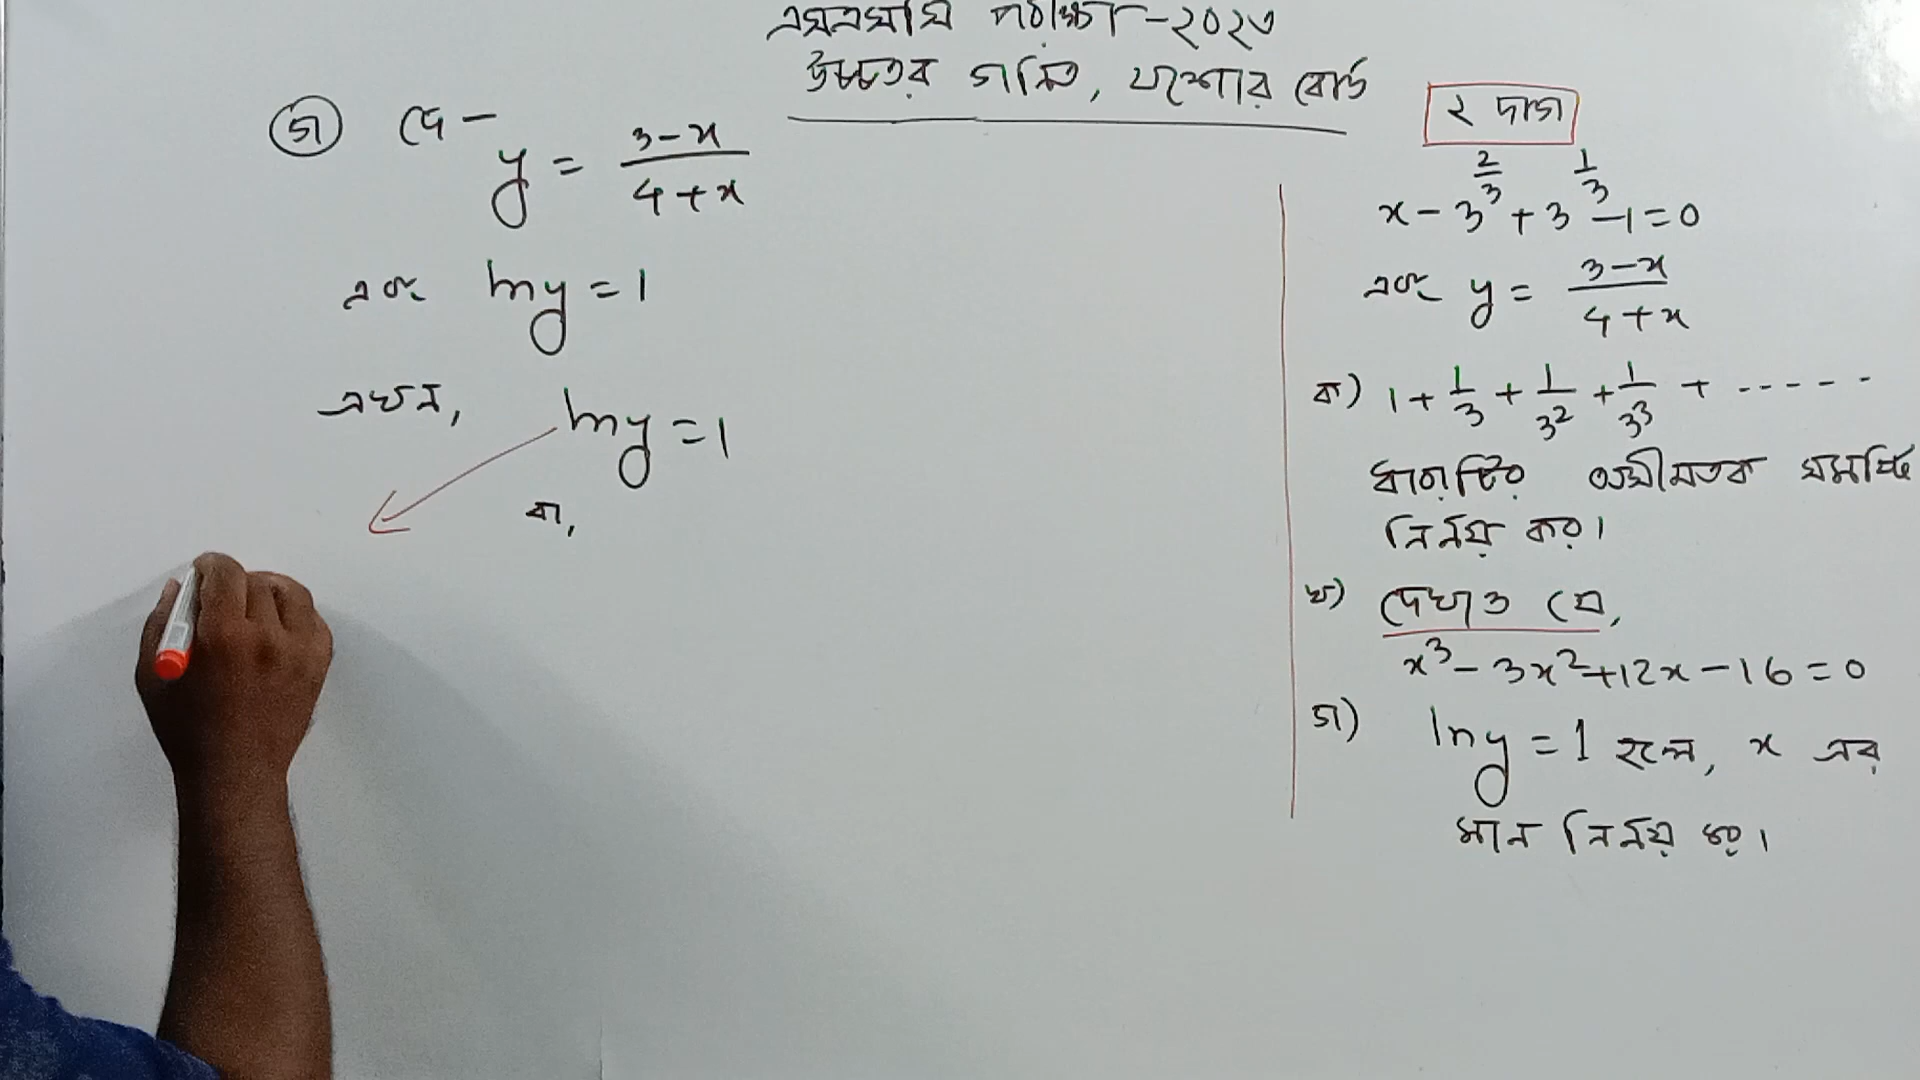 এসএসসি পরীক্ষা-২০২৩
উচ্চতর গণিত, যশোর বোর্ড
গ দে-
y = (3-x)/(4+x)
এবং lny = 1
এখন, lny = 1
বা,
২ দাগ
x - 3^(2/3) + 3^(1/3) - 1 = 0
এবং y = (3-x)/(4+x)
ক) 1 + 1/3 + 1/3² + 1/3³ + ------
ধারাটির অসীমতক সমষ্টি
নির্ণয় কর।
খ) দেখাও যে,
x³ - 3x² + 12x - 16 = 0
গ) lny = 1 হলে, x এর
মান নির্ণয় কর।